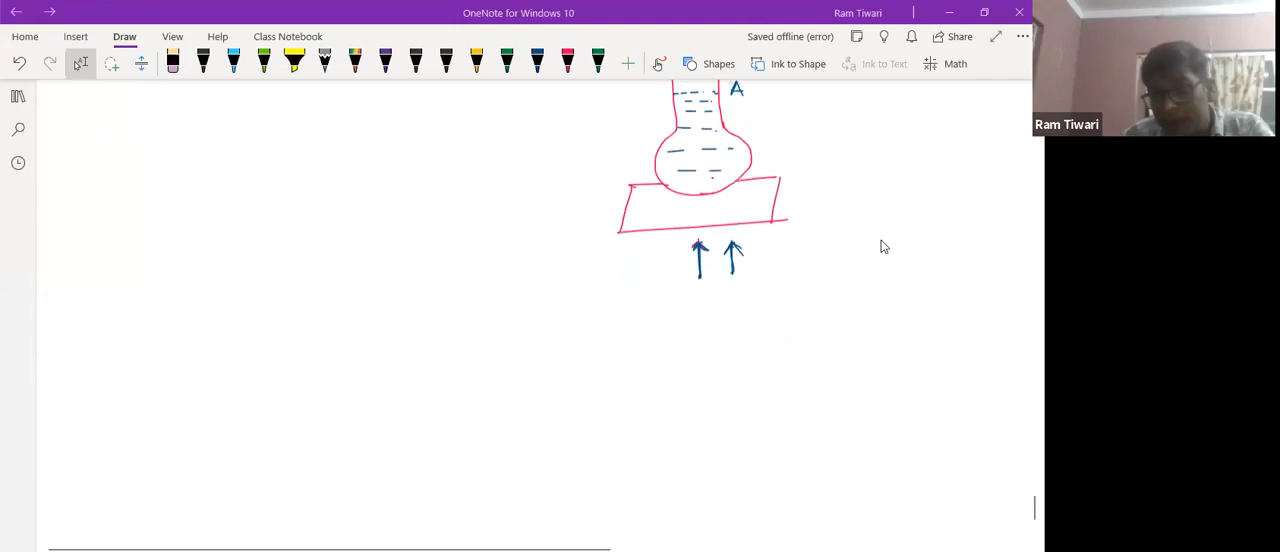 OneNote for Windows 10
Ram Tiwari
Home Insert Draw View Help Class Notebook
Saved offline (error)
Share
Shapes
Ink to Shape
Ink to Text
Math
A
Ram Tiwari